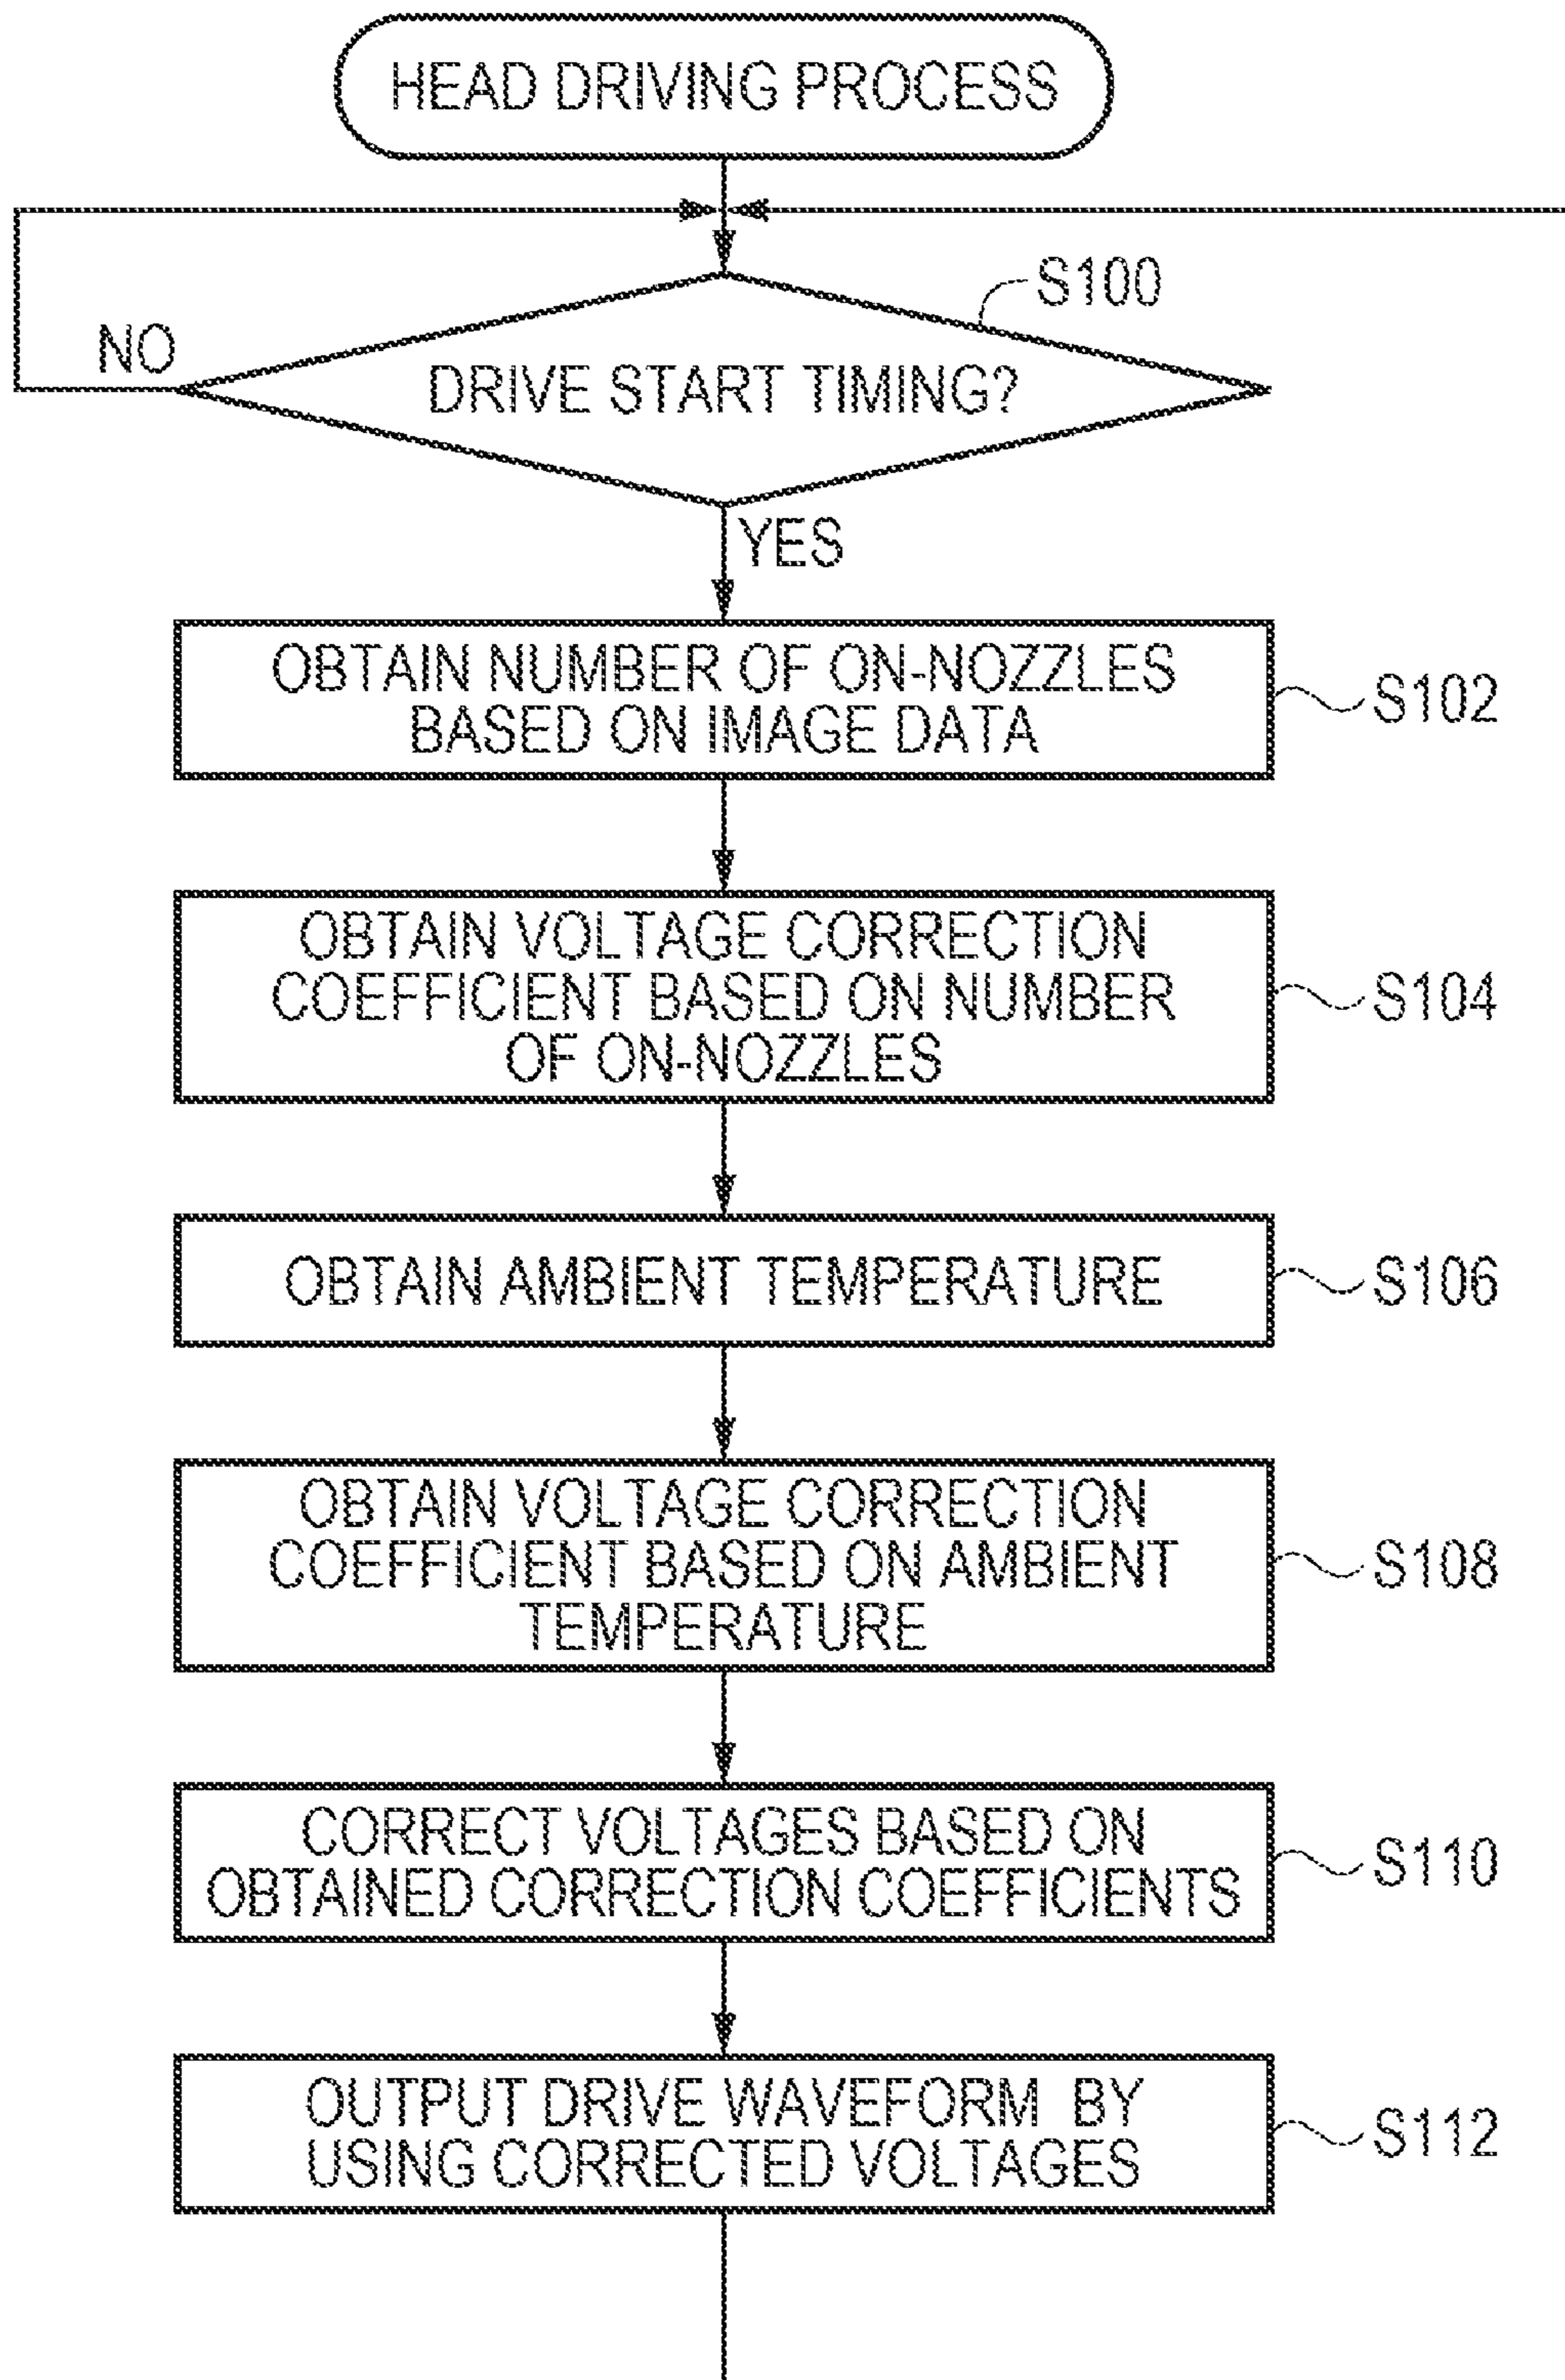 HEAD DRIVING PROCESS
S100
NO
DRIVE START TIMING?
YES
OBTAIN NUMBER OF ON-NOZZLES
BASED ON IMAGE DATA
S102
OBTAIN VOLTAGE CORRECTION
COEFFICIENT BASED ON NUMBER
OF ON-NOZZLES
S104
OBTAIN AMBIENT TEMPERATURE
S106
OBTAIN VOLTAGE CORRECTION
COEFFICIENT BASED ON AMBIENT
TEMPERATURE
S108
CORRECT VOLTAGES BASED ON
OBTAINED CORRECTION COEFFICIENTS
S110
OUTPUT DRIVE WAVEFORM BY
USING CORRECTED VOLTAGES
S112